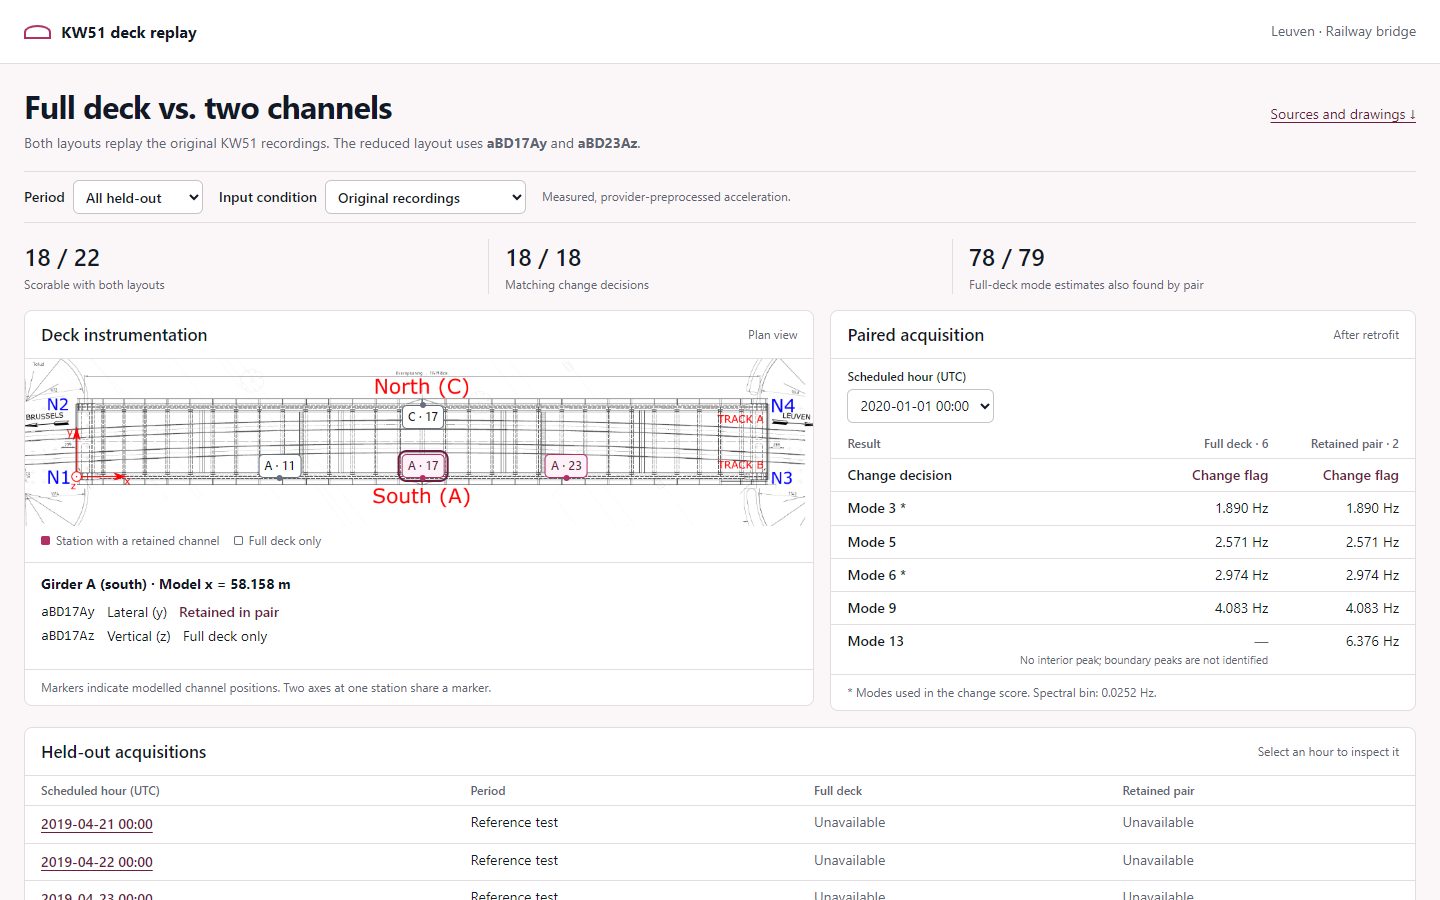 KW51 deck replay
Leuven · Railway bridge
Full deck vs. two channels
Sources and drawings ↓
Both layouts replay the original KW51 recordings. The reduced layout uses aBD17Ay and aBD23Az.
Period
All held-out
Input condition
Original recordings
Measured, provider-preprocessed acceleration.
18 / 22
Scorable with both layouts
18 / 18
Matching change decisions
78 / 79
Full-deck mode estimates also found by pair
Deck instrumentation
Plan view
North (C)
N2
N4
BRUSSELS
LEUVEN
C · 17
TRACK A
Y
A · 11
A · 17
A · 23
TRACK B
N1
z
x
N3
South (A)
Station with a retained channel
Full deck only
Girder A (south) · Model x = 58.158 m
aBD17Ay Lateral (y) Retained in pair
aBD17Az Vertical (z) Full deck only
Markers indicate modelled channel positions. Two axes at one station share a marker.
Paired acquisition
After retrofit
Scheduled hour (UTC)
2020-01-01 00:00
Result Full deck · 6 Retained pair · 2
Change decision Change flag Change flag
Mode 3 * 1.890 Hz 1.890 Hz
Mode 5 2.571 Hz 2.571 Hz
Mode 6 * 2.974 Hz 2.974 Hz
Mode 9 4.083 Hz 4.083 Hz
Mode 13 — 6.376 Hz
No interior peak; boundary peaks are not identified
* Modes used in the change score. Spectral bin: 0.0252 Hz.
Held-out acquisitions
Select an hour to inspect it
Scheduled hour (UTC) Period Full deck Retained pair
2019-04-21 00:00 Reference test Unavailable Unavailable
2019-04-22 00:00 Reference test Unavailable Unavailable
2019-04-23 00:00 Reference test Unavailable Unavailable